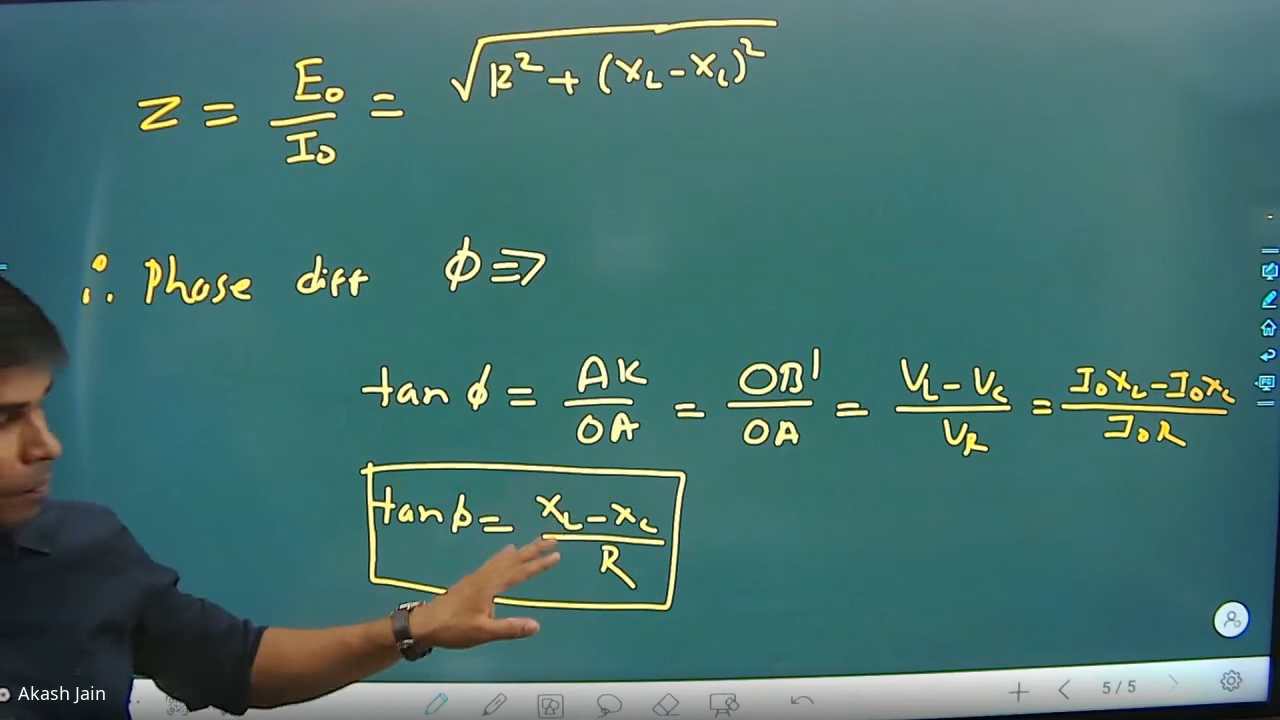 Z = E₀/I₀ = √(R² + (X_L - X_L)²)
∴ Phase diff φ ⇒
tan φ = AK/OA = OB'/OA = (V_L - V_C)/V_R = (I₀X_L - I₀X_C)/I₀R
tan φ = (X_L - X_C)/R
5/5
Akash Jain